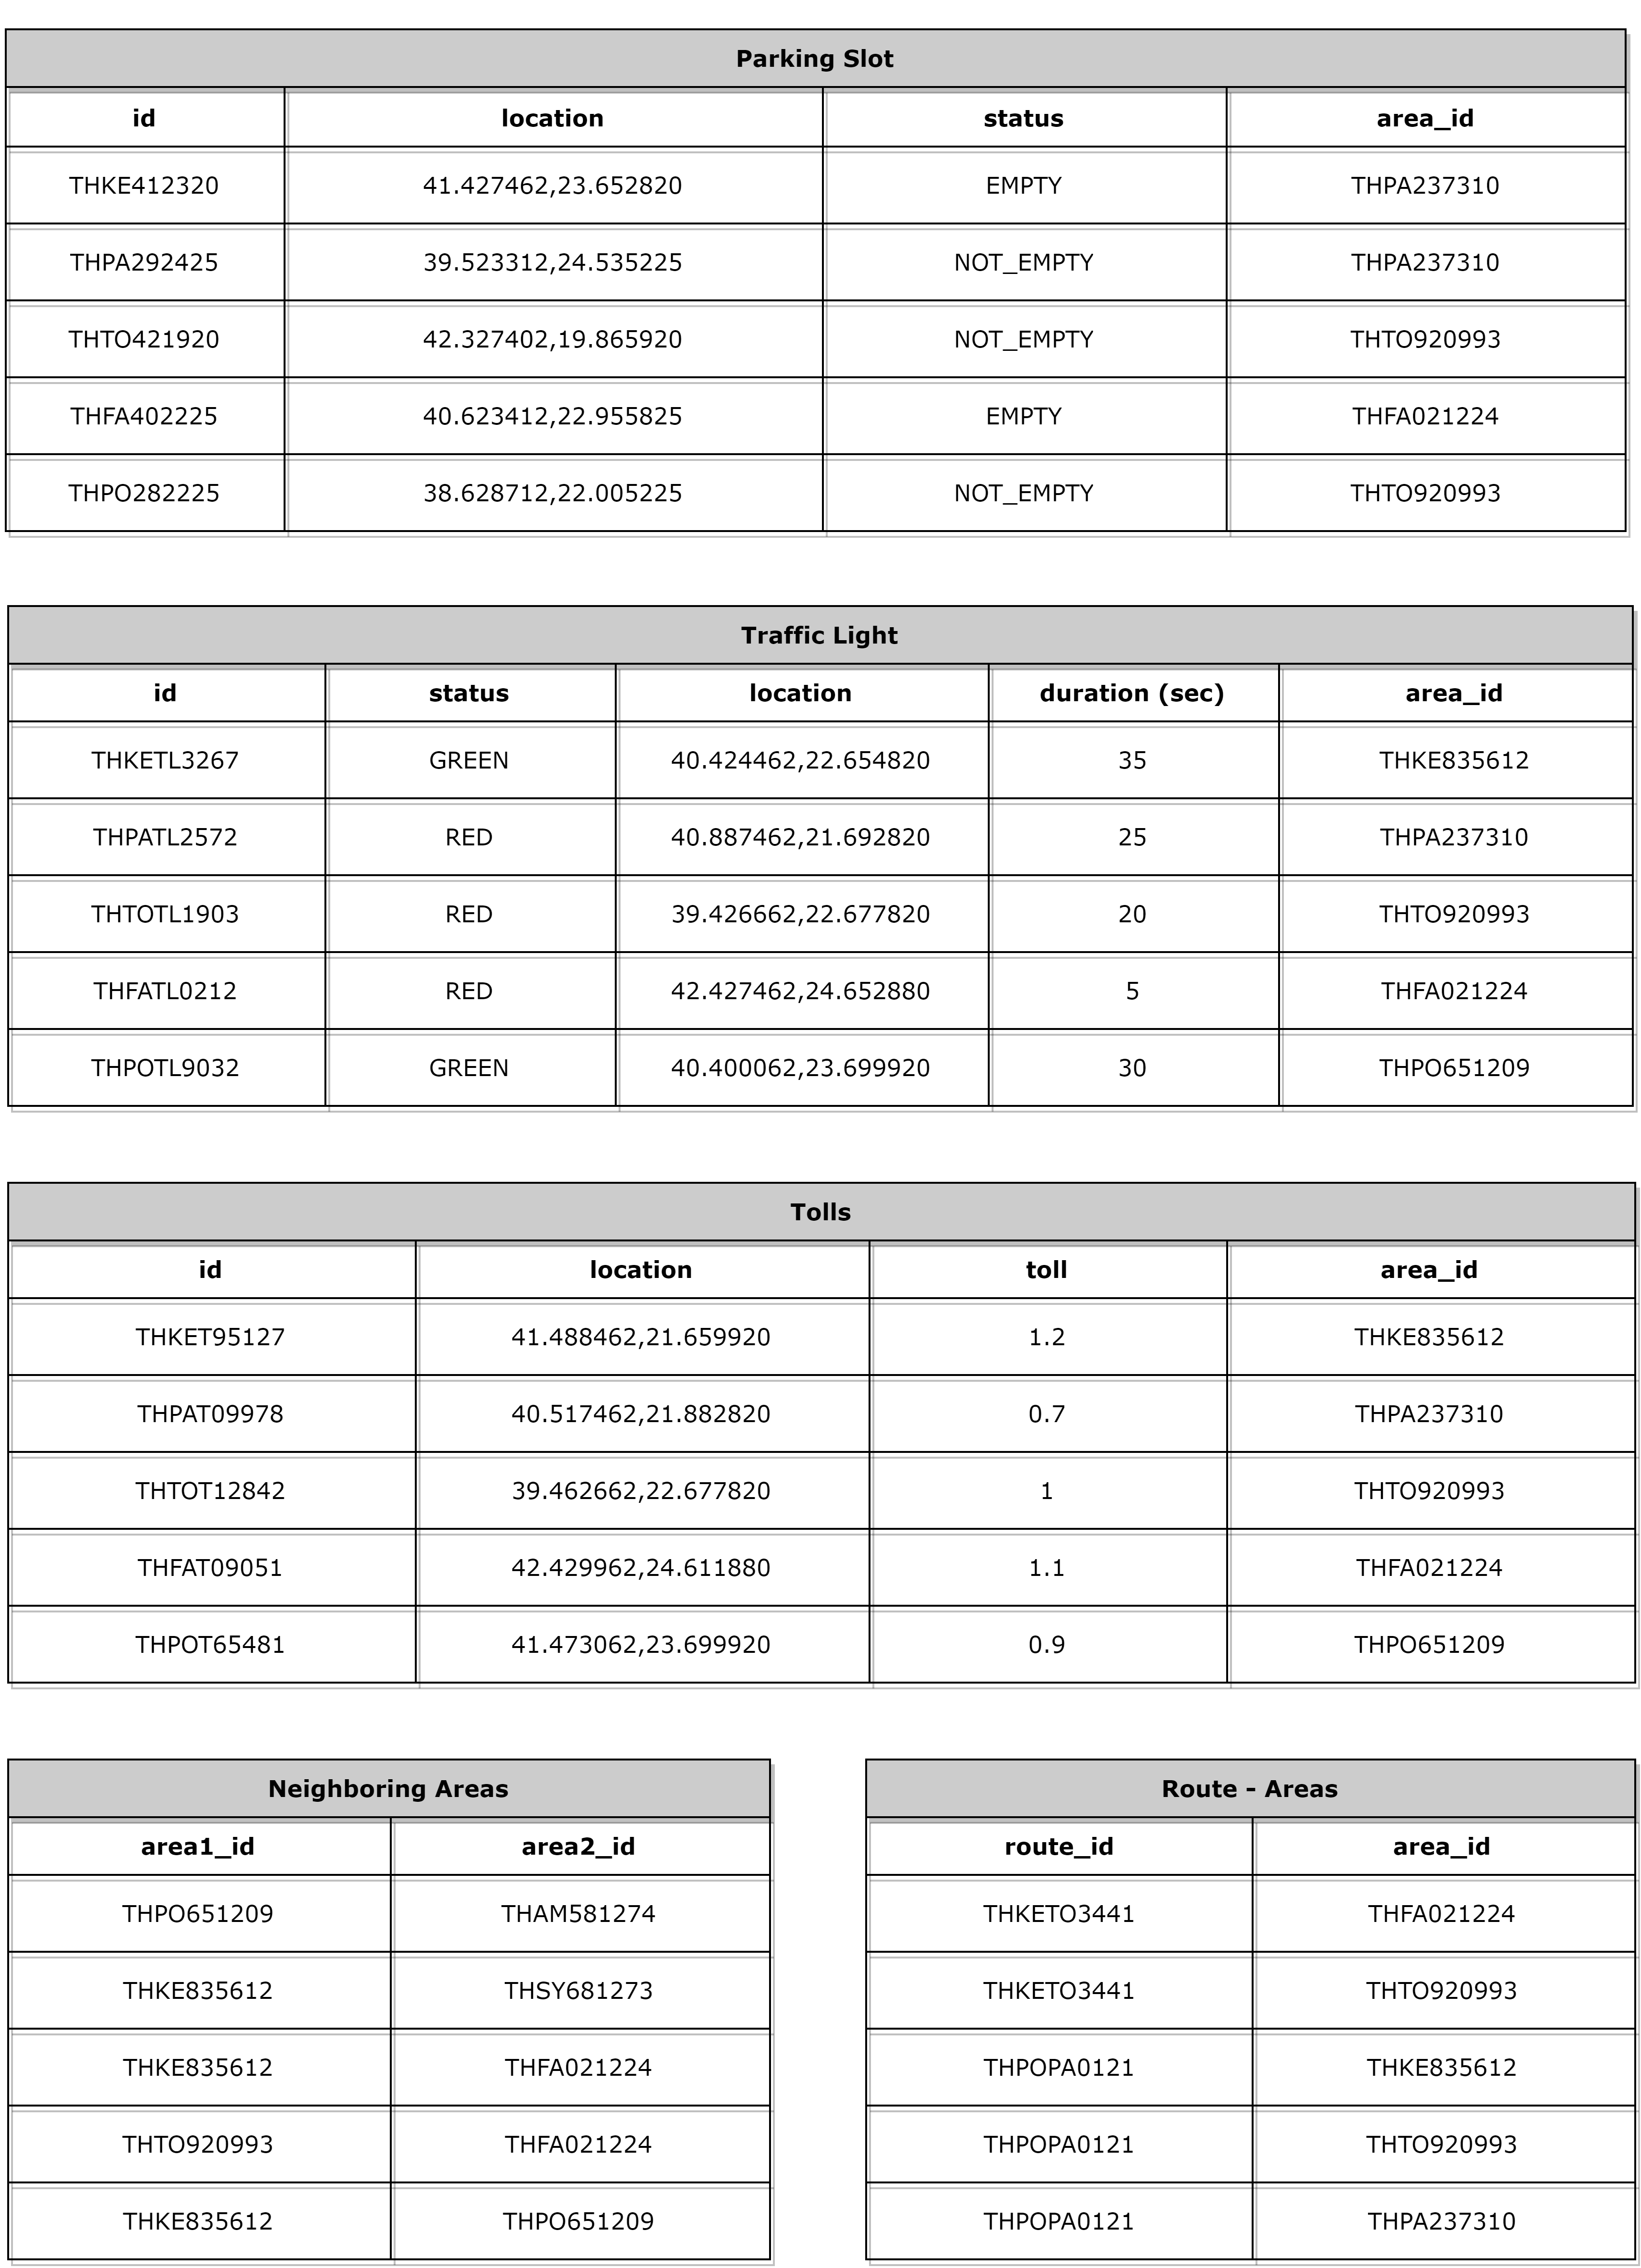 Parking Slot
id location status area_id
THKE412320 41.427462,23.652820 EMPTY THPA237310
THPA292425 39.523312,24.535225 NOT_EMPTY THPA237310
THTO421920 42.327402,19.865920 NOT_EMPTY THTO920993
THFA402225 40.623412,22.955825 EMPTY THFA021224
THPO282225 38.628712,22.005225 NOT_EMPTY THTO920993
Traffic Light
id status location duration (sec) area_id
THKETL3267 GREEN 40.424462,22.654820 35 THKE835612
THPATL2572 RED 40.887462,21.692820 25 THPA237310
THTOTL1903 RED 39.426662,22.677820 20 THTO920993
THFATL0212 RED 42.427462,24.652880 5 THFA021224
THPOTL9032 GREEN 40.400062,23.699920 30 THPO651209
Tolls
id location toll area_id
THKET95127 41.488462,21.659920 1.2 THKE835612
THPAT09978 40.517462,21.882820 0.7 THPA237310
THTOT12842 39.462662,22.677820 1 THTO920993
THFAT09051 42.429962,24.611880 1.1 THFA021224
THPOT65481 41.473062,23.699920 0.9 THPO651209
Neighboring Areas
area1_id area2_id
THPO651209 THAM581274
THKE835612 THSY681273
THKE835612 THFA021224
THTO920993 THFA021224
THKE835612 THPO651209
Route - Areas
route_id area_id
THKETO3441 THFA021224
THKETO3441 THTO920993
THPOPA0121 THKE835612
THPOPA0121 THTO920993
THPOPA0121 THPA237310